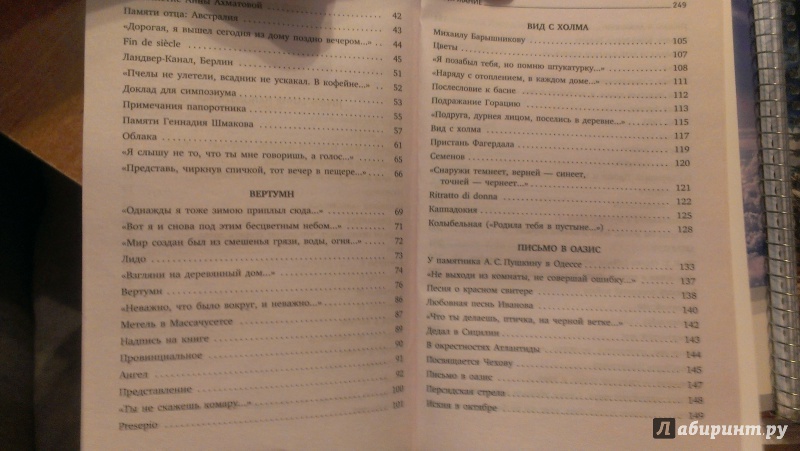 Анны Ахматовой
Памяти отца: Австралия 42
«Дорогая, я вышел сегодня из дому поздно вечером...» 43
Fin de siècle 44
Ландвер-Канал, Берлин 45
«Пчелы не улетели, всадник не ускакал. В кофейне...» 51
Доклад для симпозиума 52
Примечания папоротника 53
Памяти Геннадия Шмакова 55
Облака 57
«Я слышу не то, что ты мне говоришь, а голос...» 61
«Представь, чиркнув спичкой, тот вечер в пещере...» 65
66
ВЕРТУМН
«Однажды я тоже зимою приплыл сюда...» 69
«Вот я и снова под этим бесцветным небом...» 71
«Мир создан был из смешенья грязи, воды, огня...» 72
Лидо 73
«Взгляни на деревянный дом...» 74
Вертумн 76
«Неважно, что было вокруг, и неважно...» 86
Метель в Массачусетсе 87
Надпись на книге 89
Провинциальное 90
Ангел 91
Представление 92
«Ты не скажешь комару...» 100
Presepio 101
249
ВИД С ХОЛМА
Михаилу Барышникову 105
Цветы 107
«Я позабыл тебя, но помню штукатурку...» 108
«Наряду с отоплением, в каждом доме...» 111
Послесловие к басне 112
Подражание Горацию 113
«Подруга, дурнея лицом, поселись в деревне...» 115
Вид с холма 117
Пристань Фагердала 119
Семенов 120
«Снаружи темнеет, верней — синеет,
точней — чернеет...» 121
Ritratto di donna 122
Каппадокия 125
Колыбельная («Родила тебя в пустыне...») 128
ПИСЬМО В ОАЗИС
У памятника А. С. Пушкину в Одессе 133
«Не выходи из комнаты, не совершай ошибку...» 137
Песня о красном свитере 138
Любовная песнь Иванова 140
«Что ты делаешь, птичка, на черной ветке...» 142
Дедал в Сицилии 143
В окрестностях Атлантиды 144
Посвящается Чехову 145
Письмо в оазис 147
Персидская стрела 148
Иския в октябре 149
Лабиринт.ру